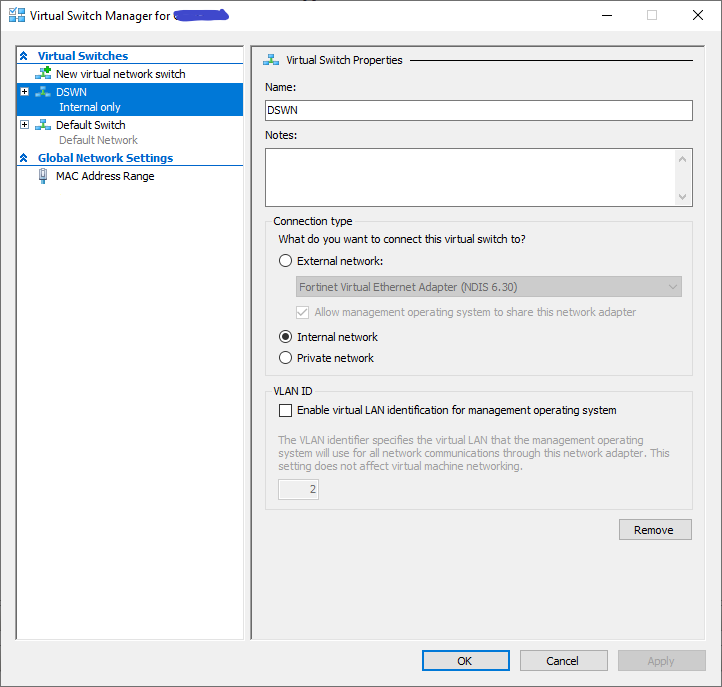 Virtual Switch Manager for
Virtual Switches
New virtual network switch
DSWN
Internal only
Default Switch
Default Network
Global Network Settings
MAC Address Range
Virtual Switch Properties
Name:
DSWN
Notes:
Connection type
What do you want to connect this virtual switch to?
External network:
Fortinet Virtual Ethernet Adapter (NDIS 6.30)
Allow management operating system to share this network adapter
Internal network
Private network
VLAN ID
Enable virtual LAN identification for management operating system
The VLAN identifier specifies the virtual LAN that the management operating
system will use for all network communications through this network adapter. This
setting does not affect virtual machine networking.
2
Remove
OK
Cancel
Apply